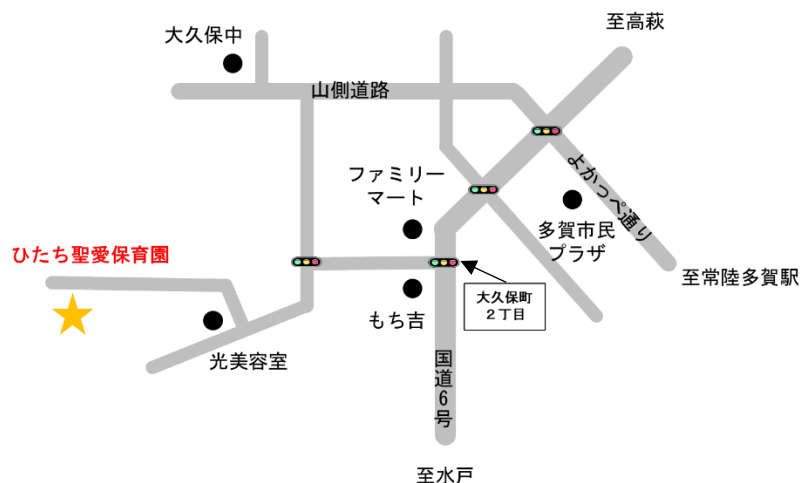 至高萩
大久保中
山側道路
よかっぺ通り
ファミリー
マート
多賀市民
プラザ
ひたち聖愛保育園
至常陸多賀駅
大久保町
２丁目
もち吉
光美容室
国道6号
至水戸